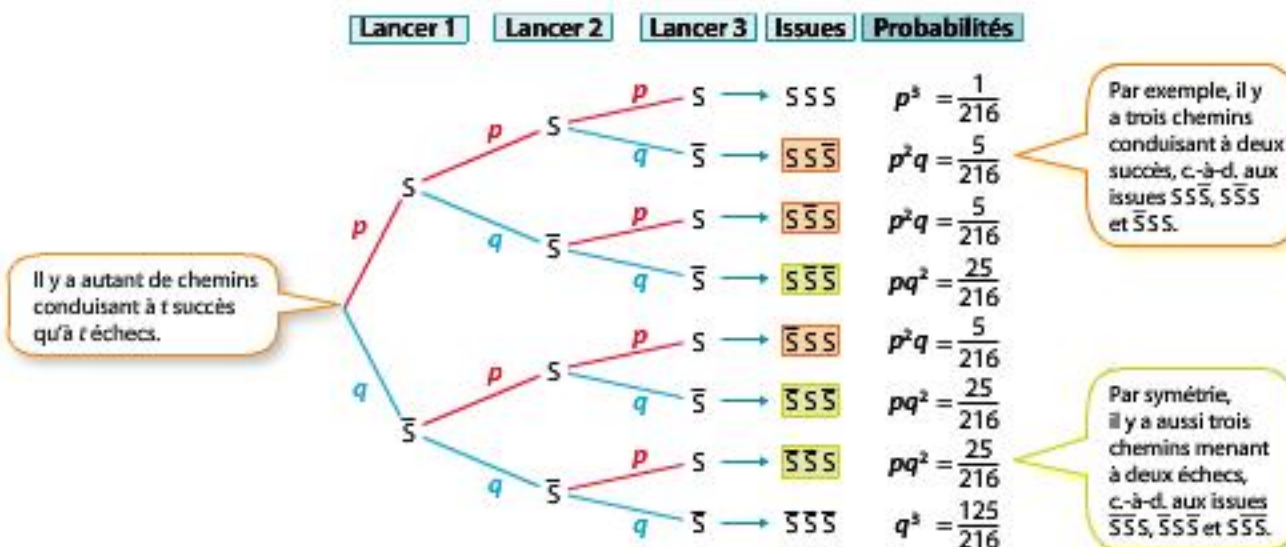 Lancer 1 Lancer 2 Lancer 3 Issues Probabilités
p S → S S S p³ = 1/216
p S
q S̅ → S S S̅ p²q = 5/216
p S
p S → S S̅ S p²q = 5/216
q S̅
q S̅ → S S̅ S̅ pq² = 25/216
p S → S̅ S S p²q = 5/216
p S
q S̅ → S̅ S S̅ pq² = 25/216
q S̅
p S → S̅ S̅ S pq² = 25/216
q S̅
q S̅ → S̅ S̅ S̅ q³ = 125/216
Il y a autant de chemins
conduisant à t succès
qu'à t échecs.
Par exemple, il y
a trois chemins
conduisant à deux
succès, c.-à-d. aux
issues S S S̅, S S̅ S
et S̅ S S.
Par symétrie,
il y a aussi trois
chemins menant
à deux échecs,
c.-à-d. aux issues
S̅ S̅ S, S̅ S S̅ et S S̅ S̅.